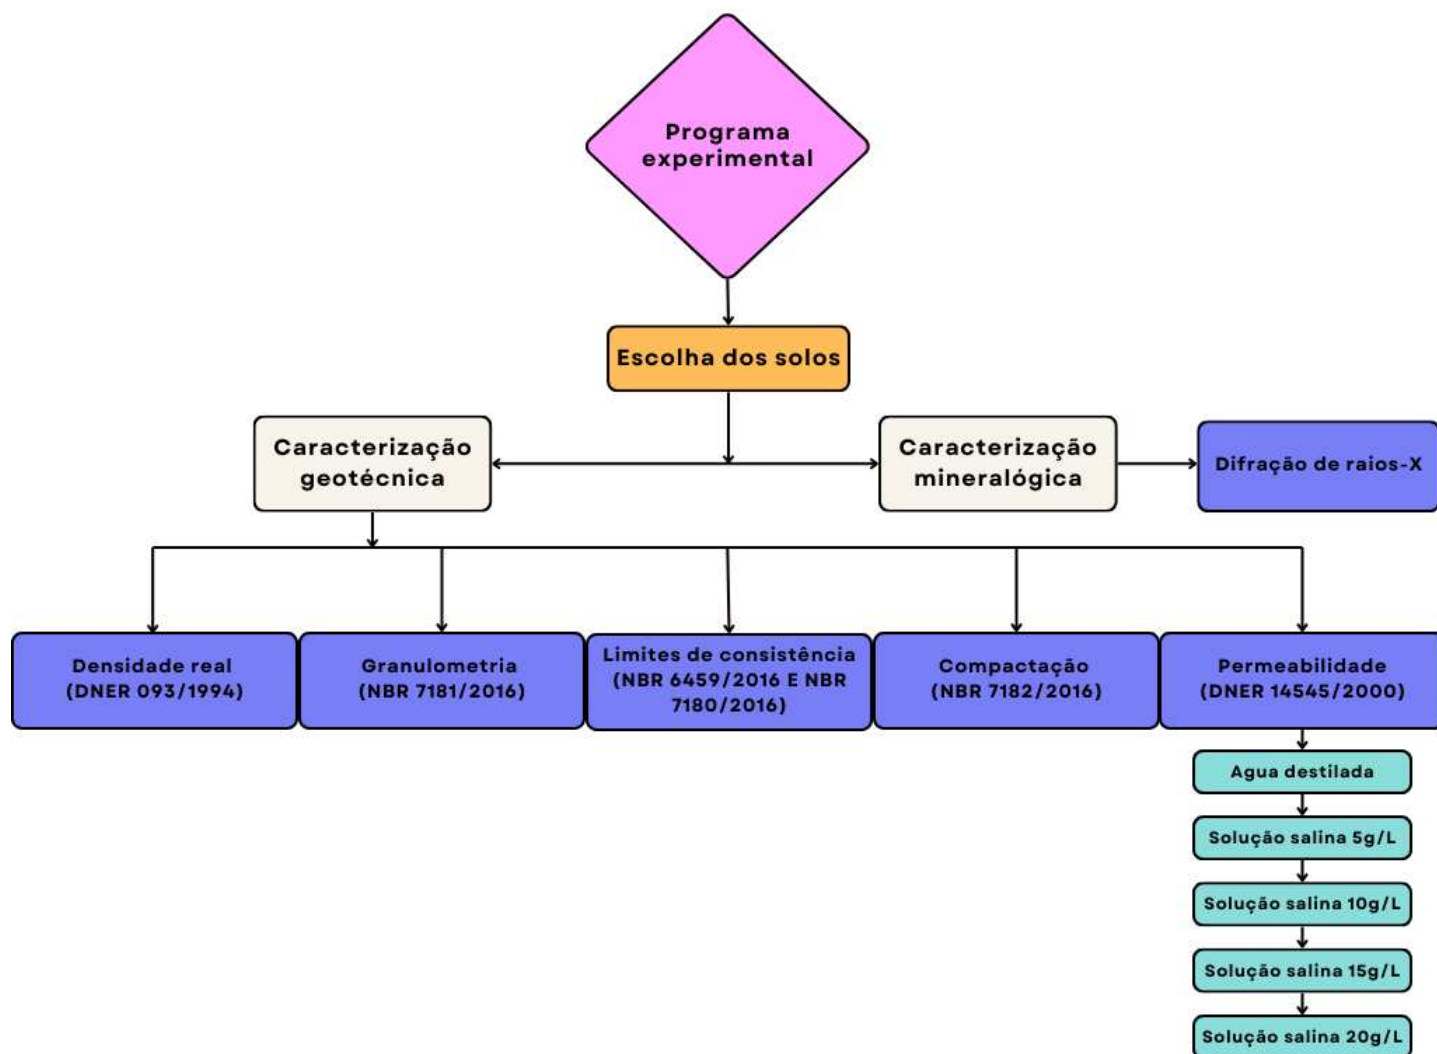 Programa
experimental
Escolha dos solos
Caracterização
geotécnica
Caracterização
mineralógica
Difração de raios-X
Densidade real
(DNER 093/1994)
Granulometria
(NBR 7181/2016)
Limites de consistência
(NBR 6459/2016 E NBR
7180/2016)
Compactação
(NBR 7182/2016)
Permeabilidade
(DNER 14545/2000)
Agua destilada
Solução salina 5g/L
Solução salina 10g/L
Solução salina 15g/L
Solução salina 20g/L